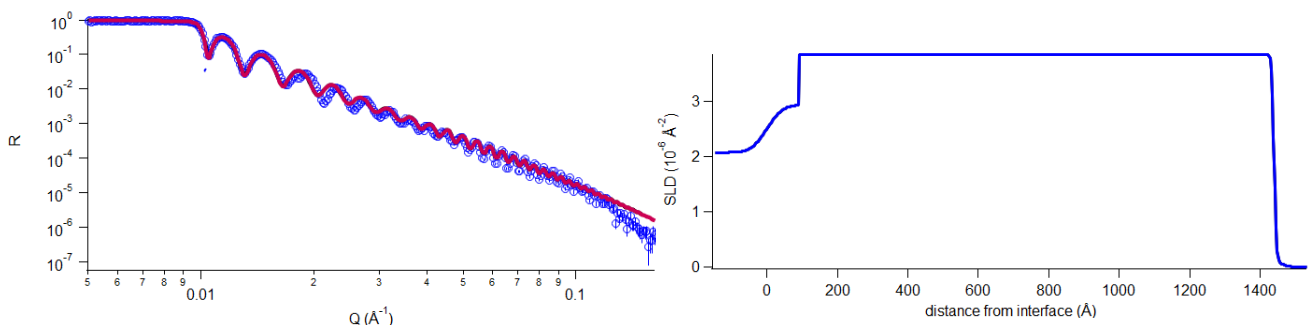 10⁰
10⁻¹
10⁻²
10⁻³
10⁻⁴
10⁻⁵
10⁻⁶
10⁻⁷
R
5 6 7 8 9 2 3 4 5 6 7 8 9
0.01 0.1
Q (Å⁻¹)
3
2
1
0
SLD (10⁻⁶ Å⁻²)
0 200 400 600 800 1000 1200 1400
distance from interface (Å)